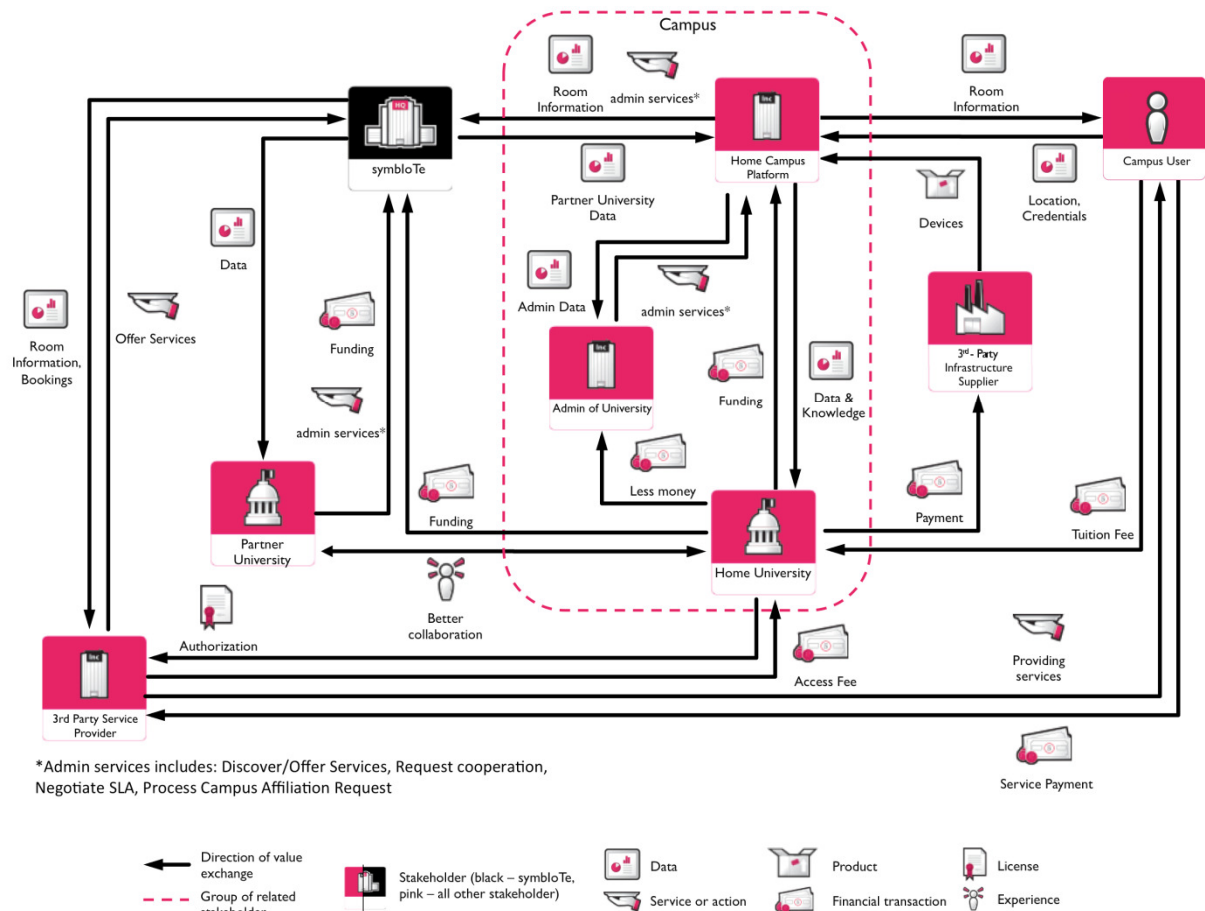 Campus
Room
Information
admin services*
Room
Information
HQ
symbIoTe
Inc
Home Campus
Platform
Campus User
Partner University
Data
Location,
Credentials
Devices
Data
Admin Data
admin services*
Room
Information,
Bookings
Offer Services
Funding
Inc
Admin of University
Funding
Data &
Knowledge
3rd - Party
Infrastructure
Supplier
admin services*
Less money
Funding
Payment
Tuition Fee
Partner
University
Home University
Better
collaboration
Authorization
Access Fee
Providing
services
Inc
3rd Party Service
Provider
Service Payment
*Admin services includes: Discover/Offer Services, Request cooperation,
Negotiate SLA, Process Campus Affiliation Request
Direction of value
exchange
Group of related
Stakeholder (black – symbIoTe,
pink – all other stakeholder)
Data
Service or action
Product
Financial transaction
License
Experience